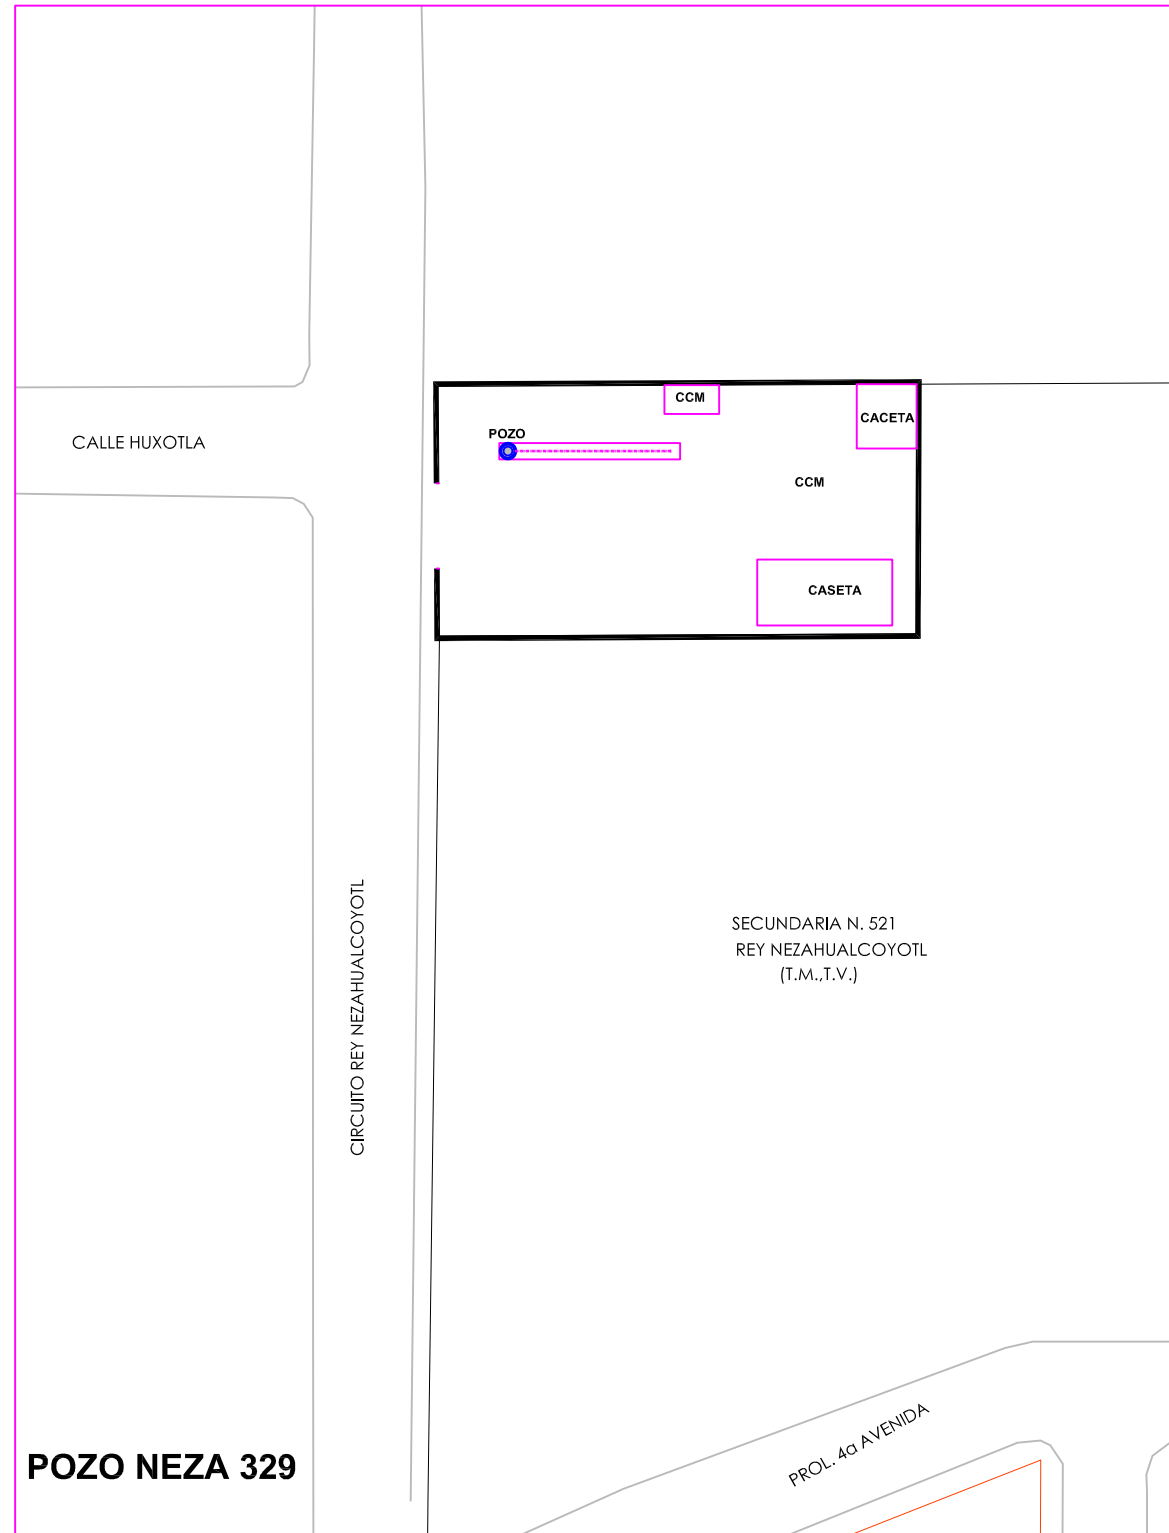 CCM
CACETA
POZO
CALLE HUXOTLA
CCM
CASETA
CIRCUITO REY NEZAHUALCOYOTL
SECUNDARIA N. 521
REY NEZAHUALCOYOTL
(T.M.,T.V.)
PROL. 4a AVENIDA
POZO NEZA 329